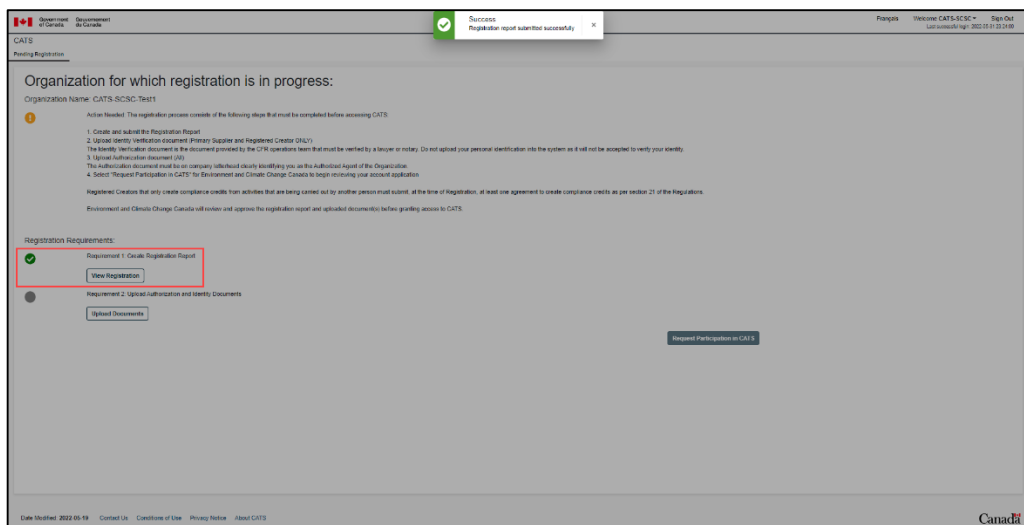 Government of Canada
Gouvernement du Canada
Success
Registration report submitted successfully.
×
Français
Welcome CATS-SCSC
Sign Out
Last successful login: 2022-05-31
CATS
Pending Registration
Organization for which registration is in progress:
Organization Name: CATS-SCSC-Test1
Action Needed: The registration process consists of the following steps that must be completed before accessing CATS:
1. Create and submit the Registration Report
2. Upload Identity Verification document (Primary Supplier and Registered Creator ONLY)
The Identity Verification document is the document provided by the CFR operations team that must be verified by a lawyer or notary. Do not upload your personal identification into the system as it will not be accepted to verify your identity.
3. Upload Authorization document (All)
The Authorization document must be on company letterhead clearly identifying you as the Authorized Agent of the Organization.
4. Select "Request Participation in CATS" for Environment and Climate Change Canada to begin reviewing your account application.
Registered Creators that only create compliance credits from activities that are being carried out by another person must submit, at the time of Registration, at least one agreement to create compliance credits as per section 21 of the Regulations.
Environment and Climate Change Canada will review and approve the registration report and uploaded document(s) before granting access to CATS.
Registration Requirements:
Requirement 1: Create Registration Report
View Registration
Requirement 2: Upload Authorization and Identity Documents
Upload Documents
Request Participation in CATS
Date Modified: 2022-05-19
Contact Us
Conditions of Use
Privacy Notice
About CATS
Canada